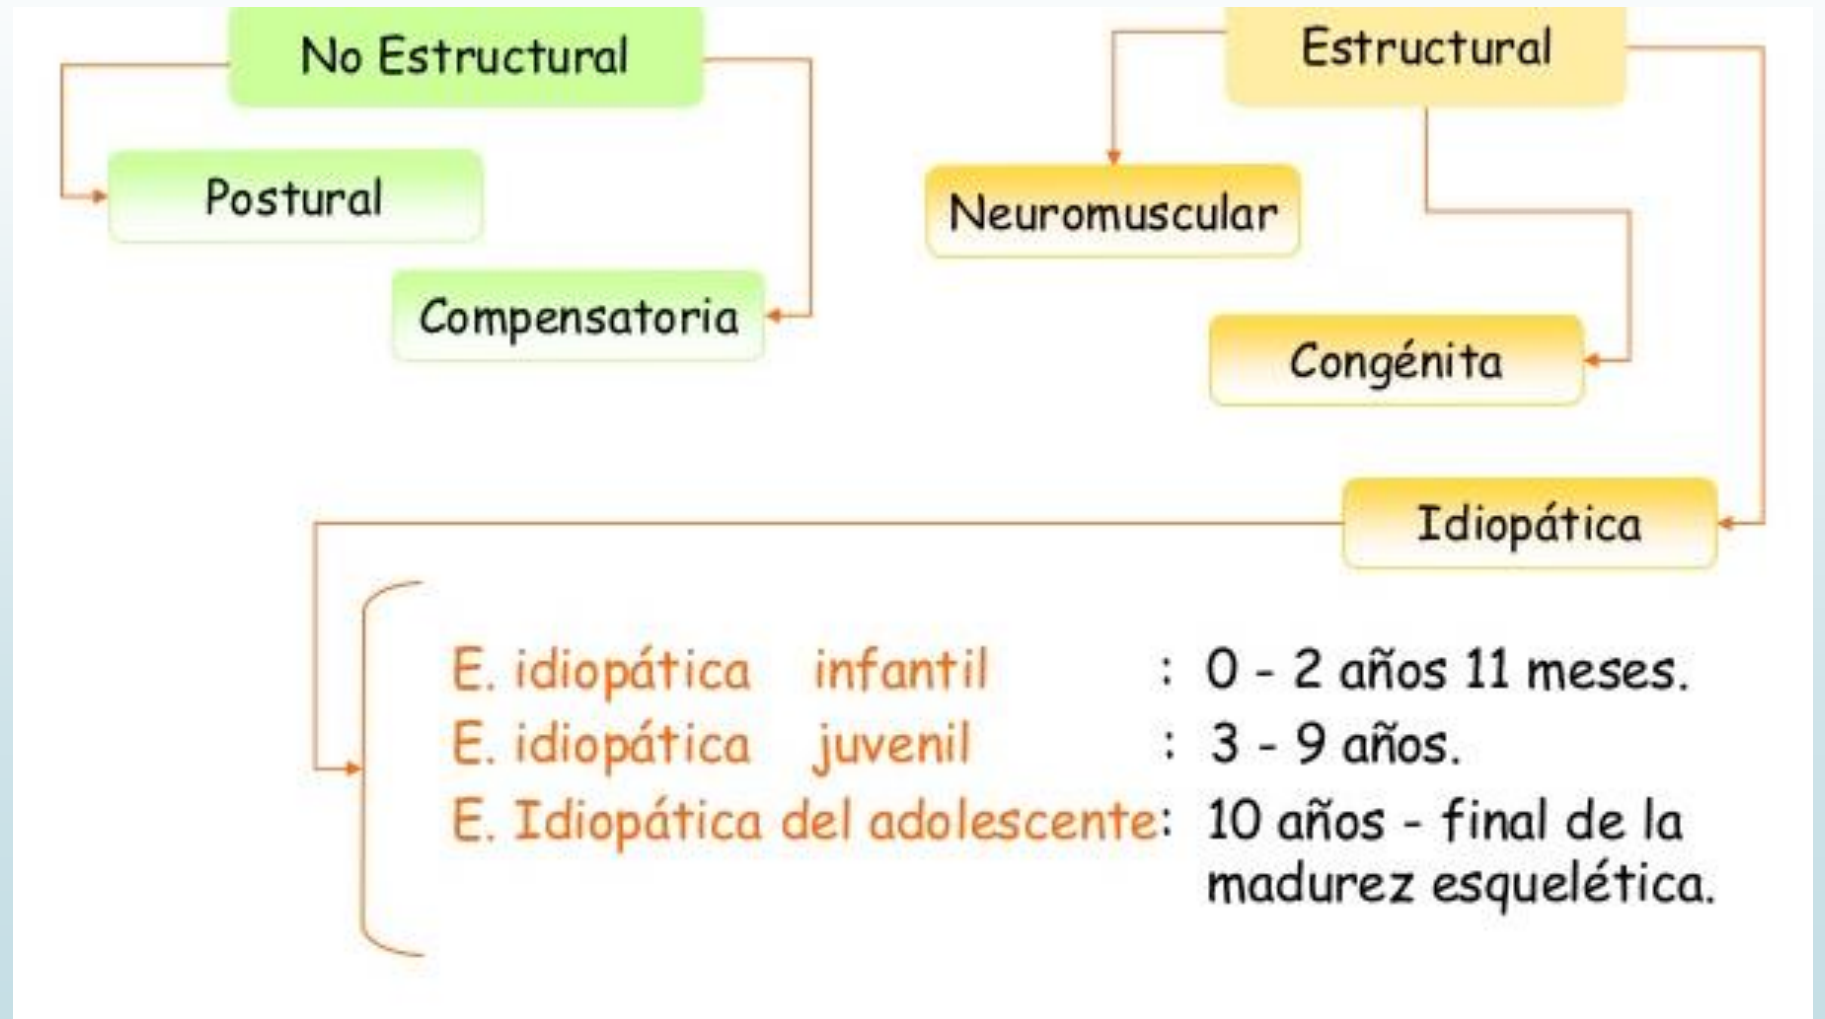 No Estructural
Estructural
Postural
Neuromuscular
Compensatoria
Congénita
Idiopática
E. idiopática infantil : 0 - 2 años 11 meses.
E. idiopática juvenil : 3 - 9 años.
E. Idiopática del adolescente: 10 años - final de la
madurez esquelética.